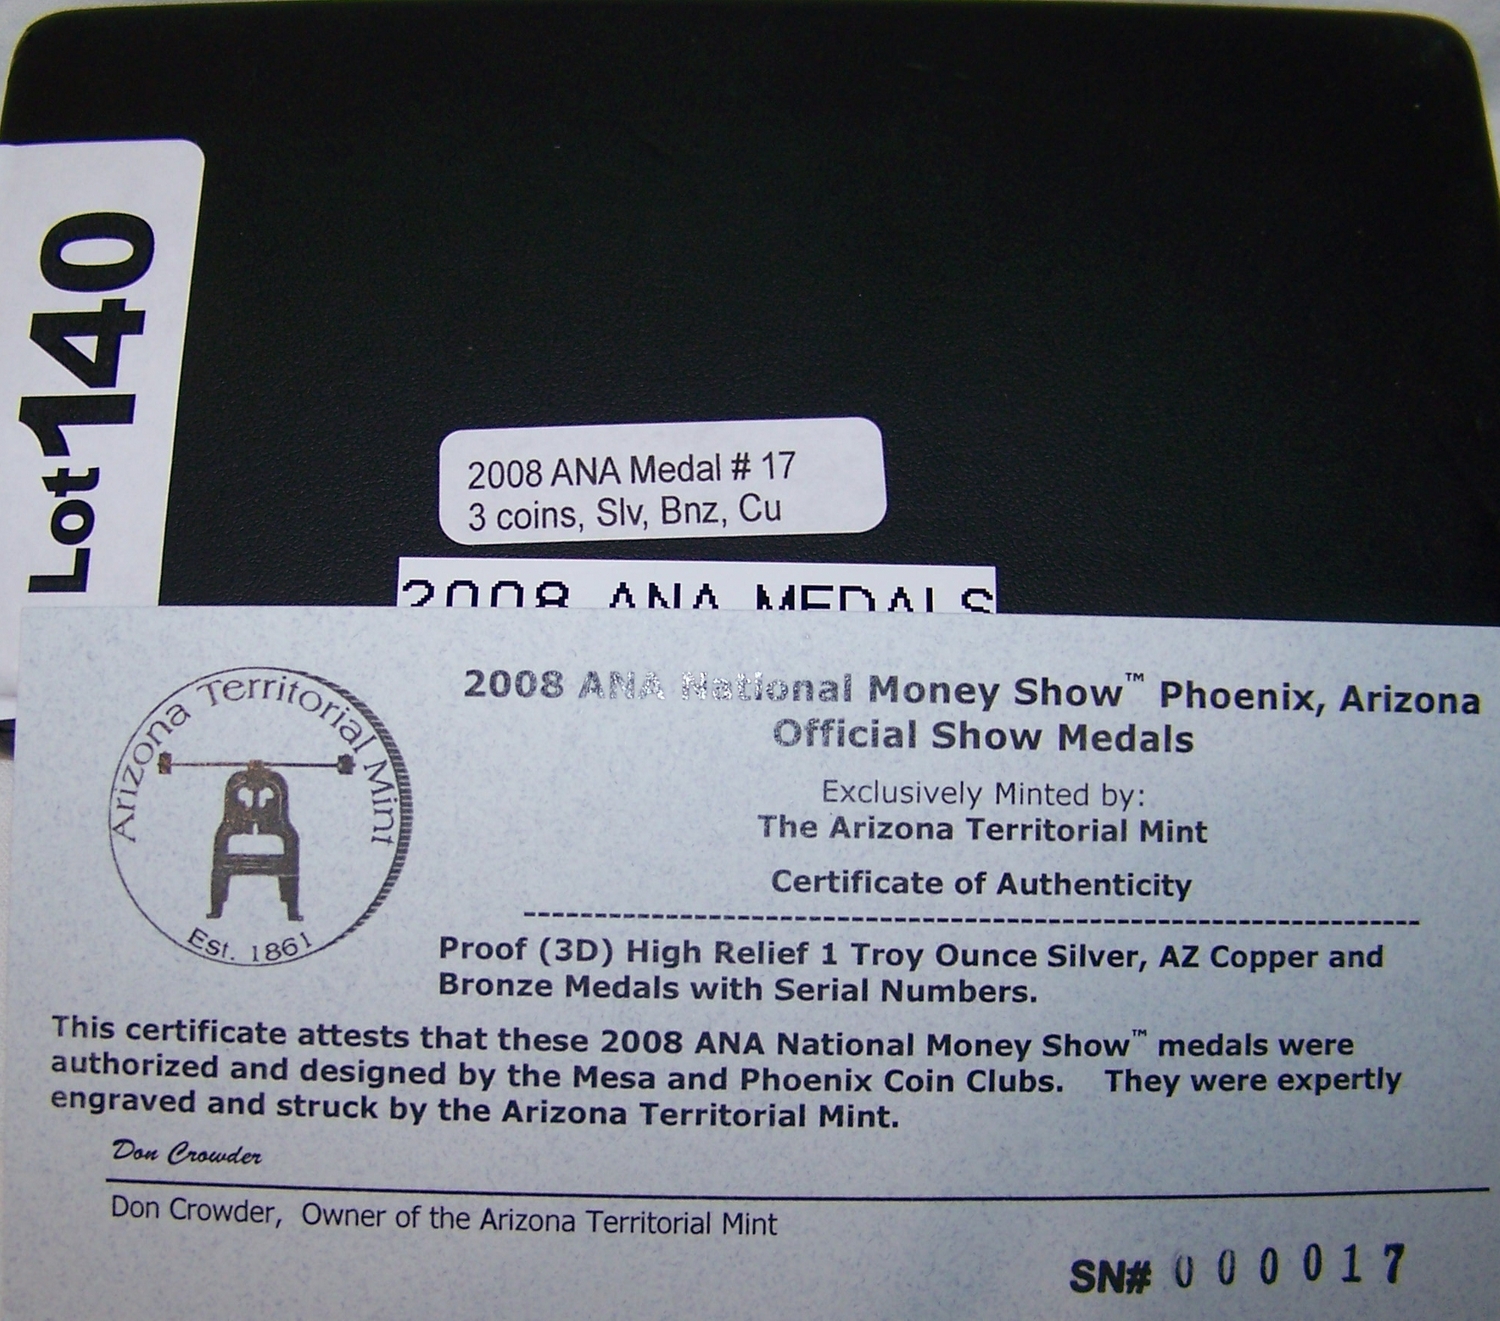 Lot 140
2008 ANA Medal # 17
3 coins, Slv, Bnz, Cu
2008 ANA MEDALS
Arizona Territorial Mint
Est. 1861
2008 ANA National Money Show™ Phoenix, Arizona
Official Show Medals
Exclusively Minted by:
The Arizona Territorial Mint
Certificate of Authenticity
Proof (3D) High Relief 1 Troy Ounce Silver, AZ Copper and
Bronze Medals with Serial Numbers.
This certificate attests that these 2008 ANA National Money Show™ medals were
authorized and designed by the Mesa and Phoenix Coin Clubs. They were expertly
engraved and struck by the Arizona Territorial Mint.
Don Crowder
Don Crowder, Owner of the Arizona Territorial Mint
SN# 000017